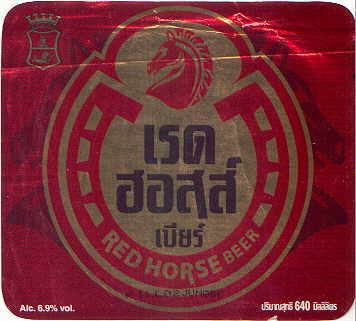 เรด
ฮอสส์
เบียร์
RED HORSE BEER
Alc. 6.9% vol.
ปริมาณสุทธิ 640 มิลลิลิตร